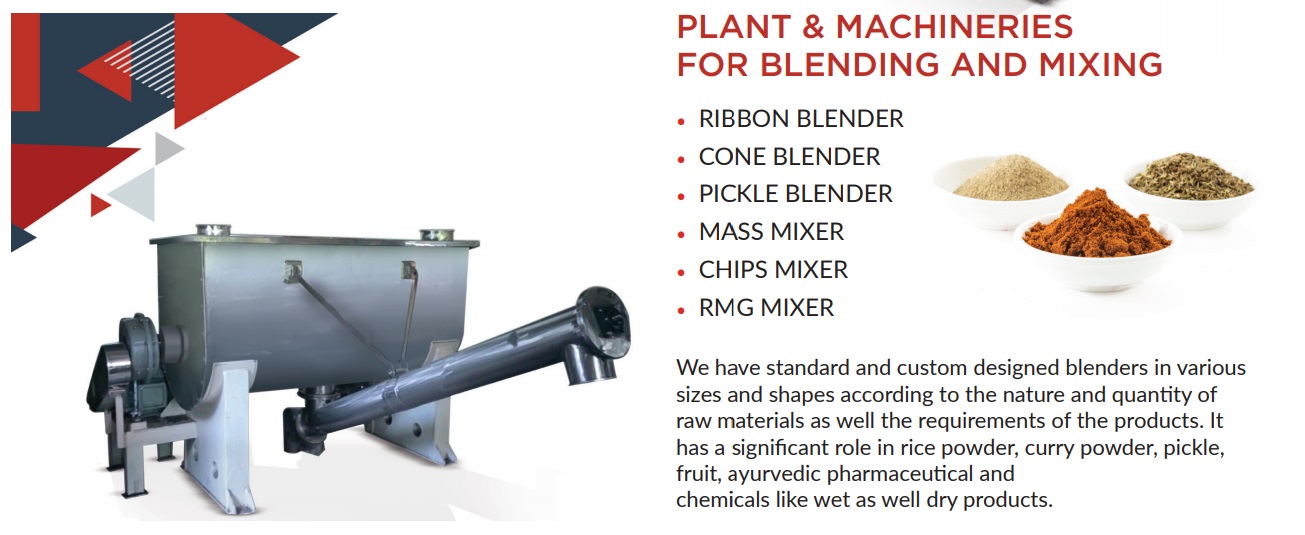 PLANT & MACHINERIES
FOR BLENDING AND MIXING
• RIBBON BLENDER
• CONE BLENDER
• PICKLE BLENDER
• MASS MIXER
• CHIPS MIXER
• RMG MIXER
We have standard and custom designed blenders in various
sizes and shapes according to the nature and quantity of
raw materials as well the requirements of the products. It
has a significant role in rice powder, curry powder, pickle,
fruit, ayurvedic pharmaceutical and
chemicals like wet as well dry products.